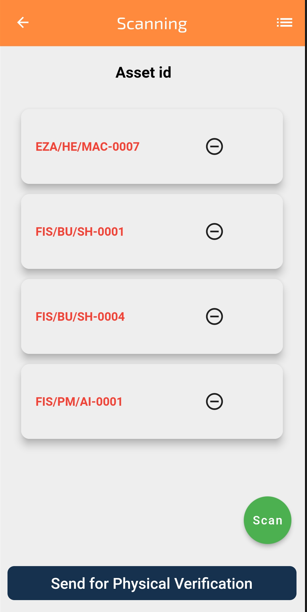 Scanning
Asset id
EZA/HE/MAC-0007
FIS/BU/SH-0001
FIS/BU/SH-0004
FIS/PM/AI-0001
Scan
Send for Physical Verification